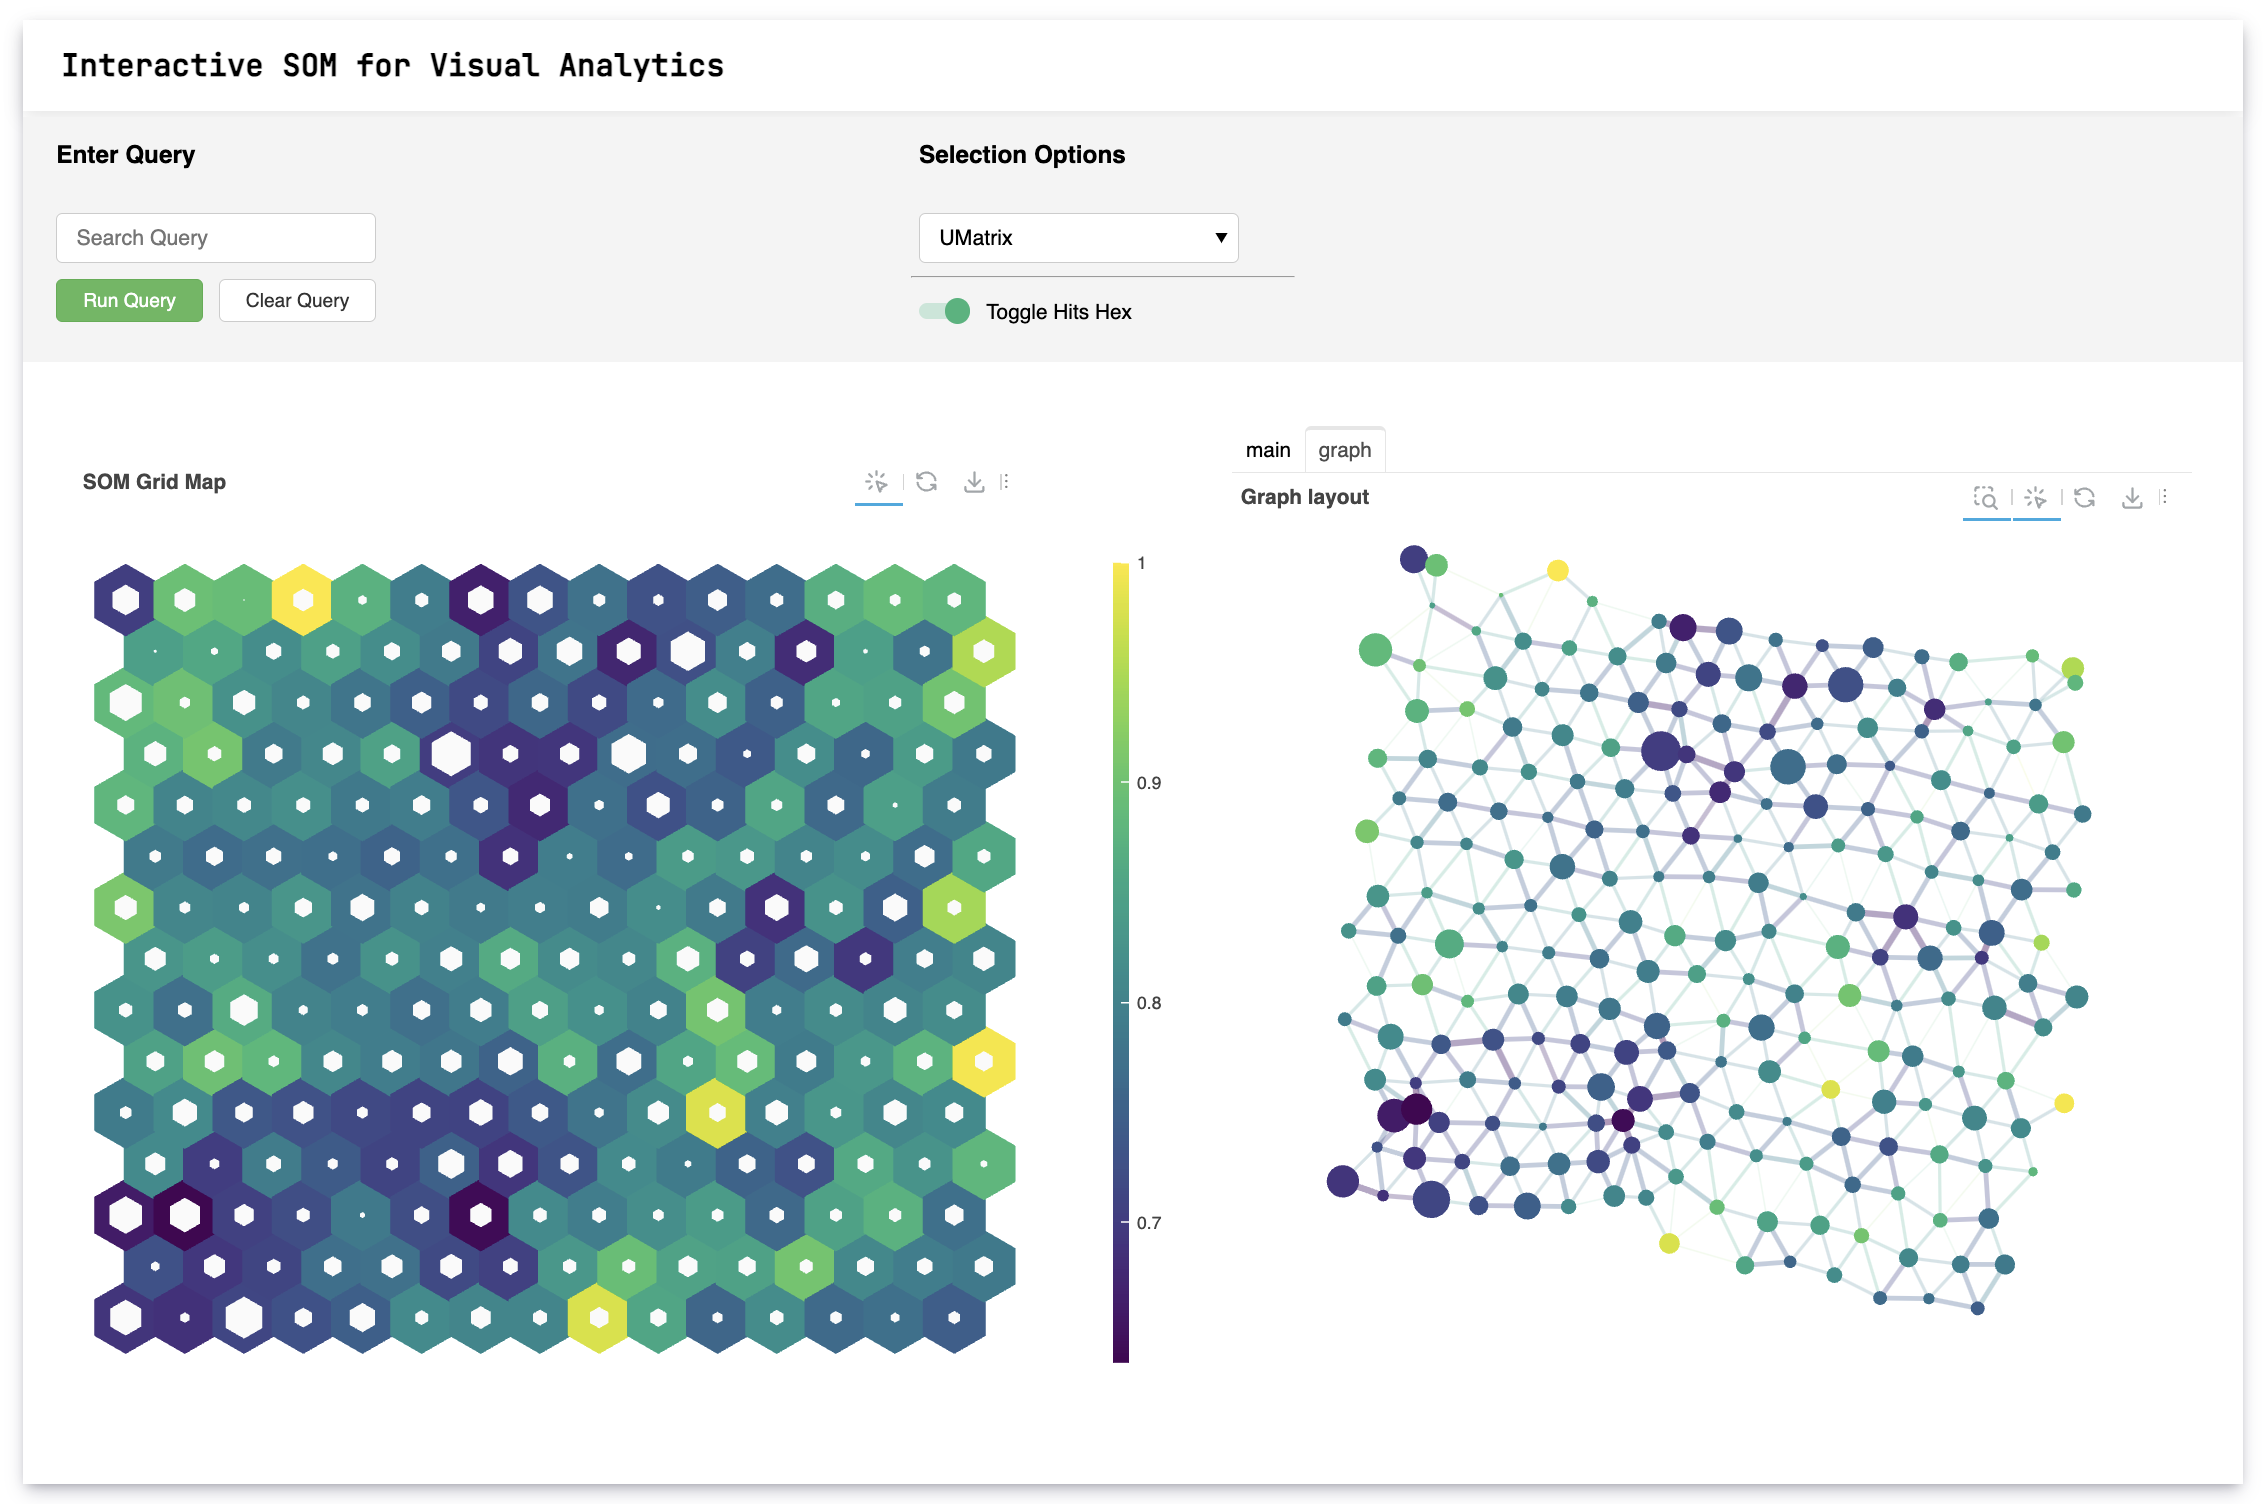 Interactive SOM for Visual Analytics
Enter Query
Selection Options
Search Query
UMatrix
Run Query
Clear Query
Toggle Hits Hex
main
graph
SOM Grid Map
Graph layout
1
0.9
0.8
0.7